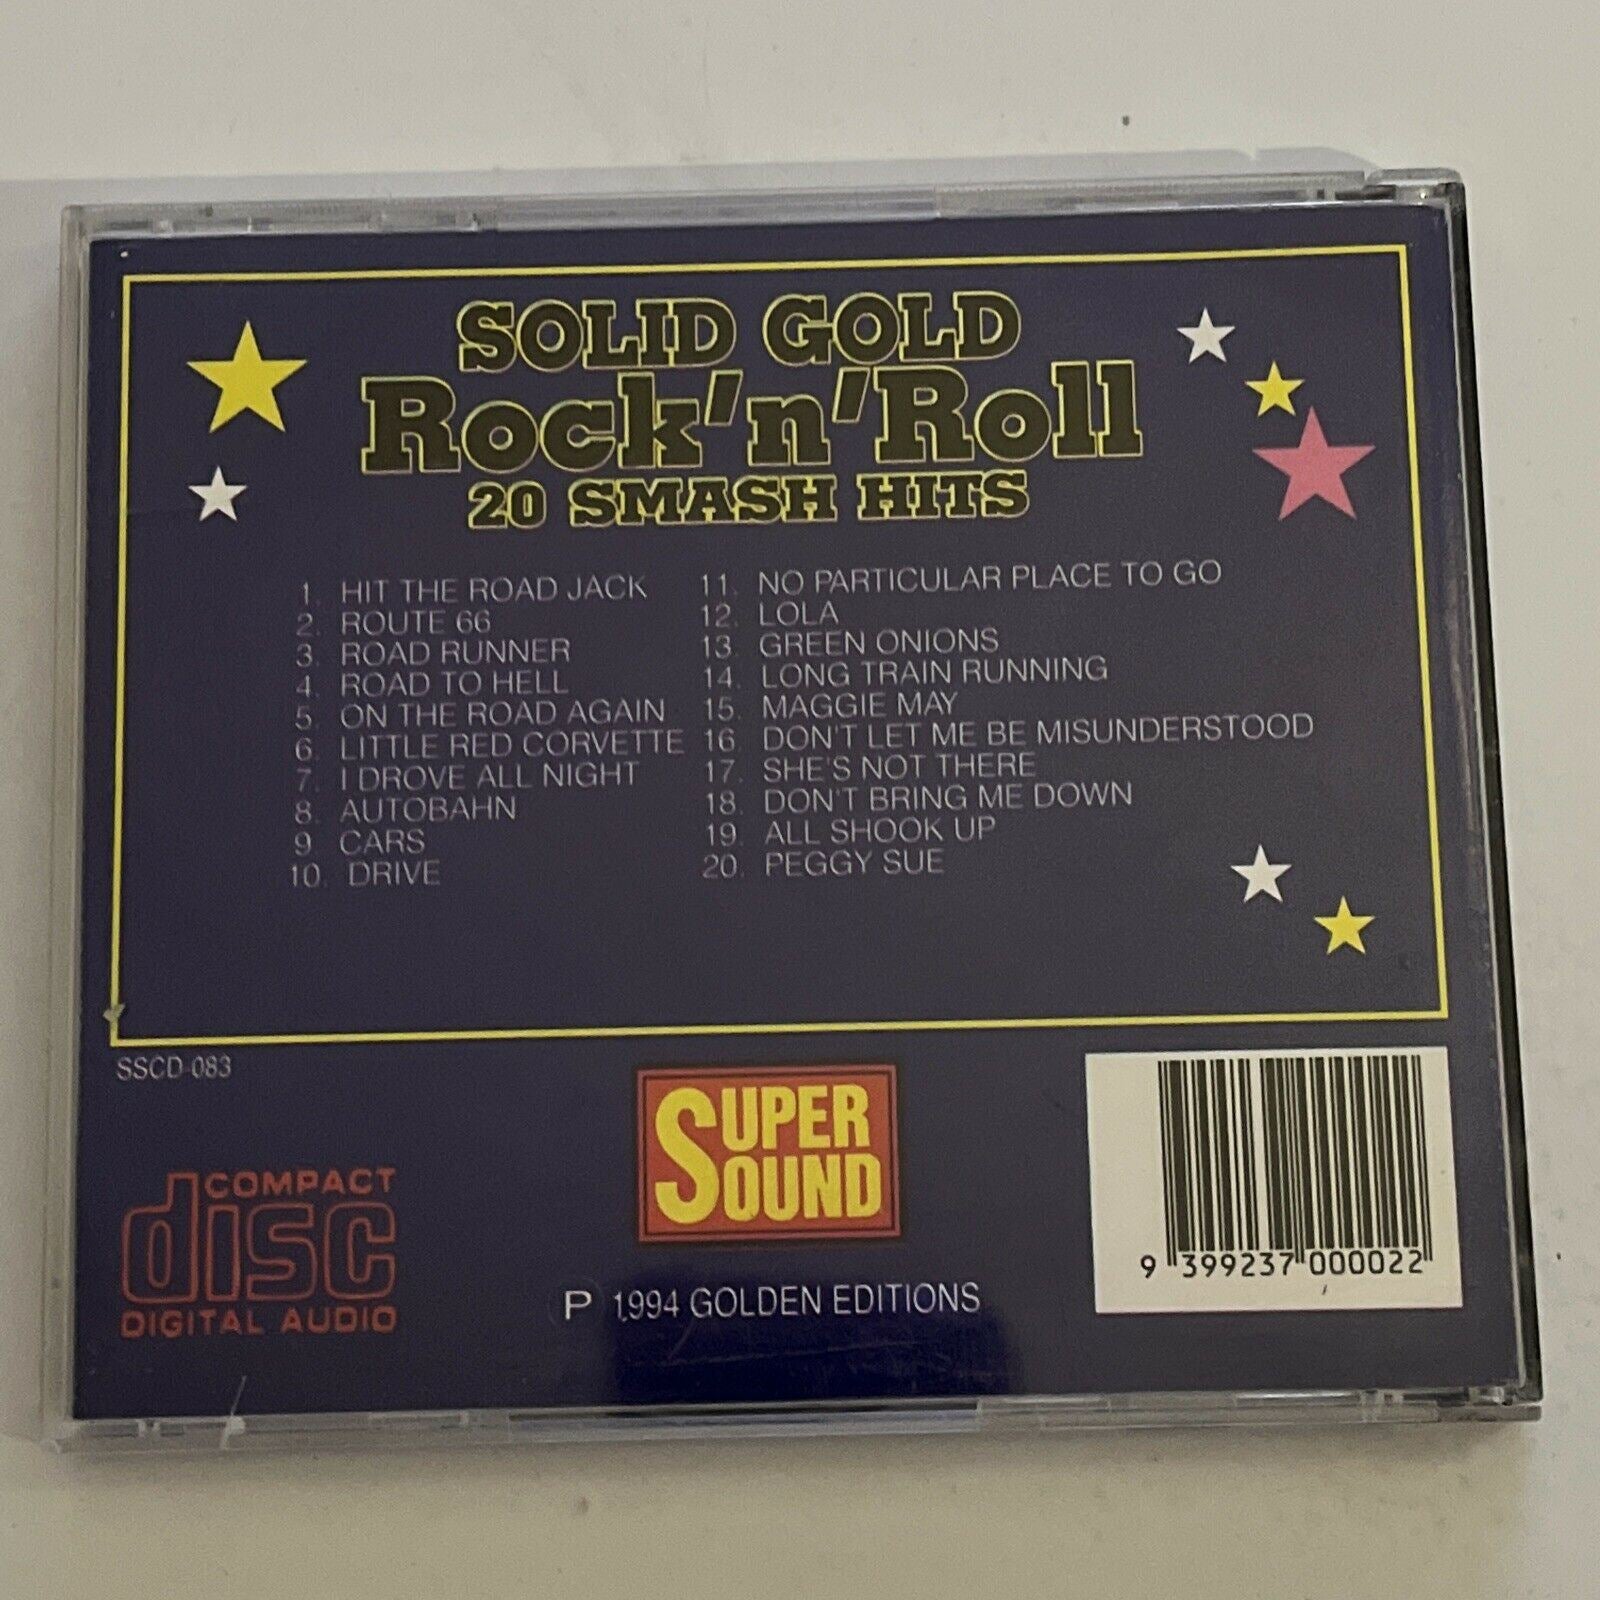 SOLID GOLD
Rock'n'Roll
20 SMASH HITS
1. HIT THE ROAD JACK
2. ROUTE 66
3. ROAD RUNNER
4. ROAD TO HELL
5. ON THE ROAD AGAIN
6. LITTLE RED CORVETTE
7. I DROVE ALL NIGHT
8. AUTOBAHN
9. CARS
10. DRIVE
11. NO PARTICULAR PLACE TO GO
12. LOLA
13. GREEN ONIONS
14. LONG TRAIN RUNNING
15. MAGGIE MAY
16. DON'T LET ME BE MISUNDERSTOOD
17. SHE'S NOT THERE
18. DON'T BRING ME DOWN
19. ALL SHOOK UP
20. PEGGY SUE
SSCD-083
COMPACT
disc
DIGITAL AUDIO
SUPER
SOUND
P 1994 GOLDEN EDITIONS
9 399237 000022